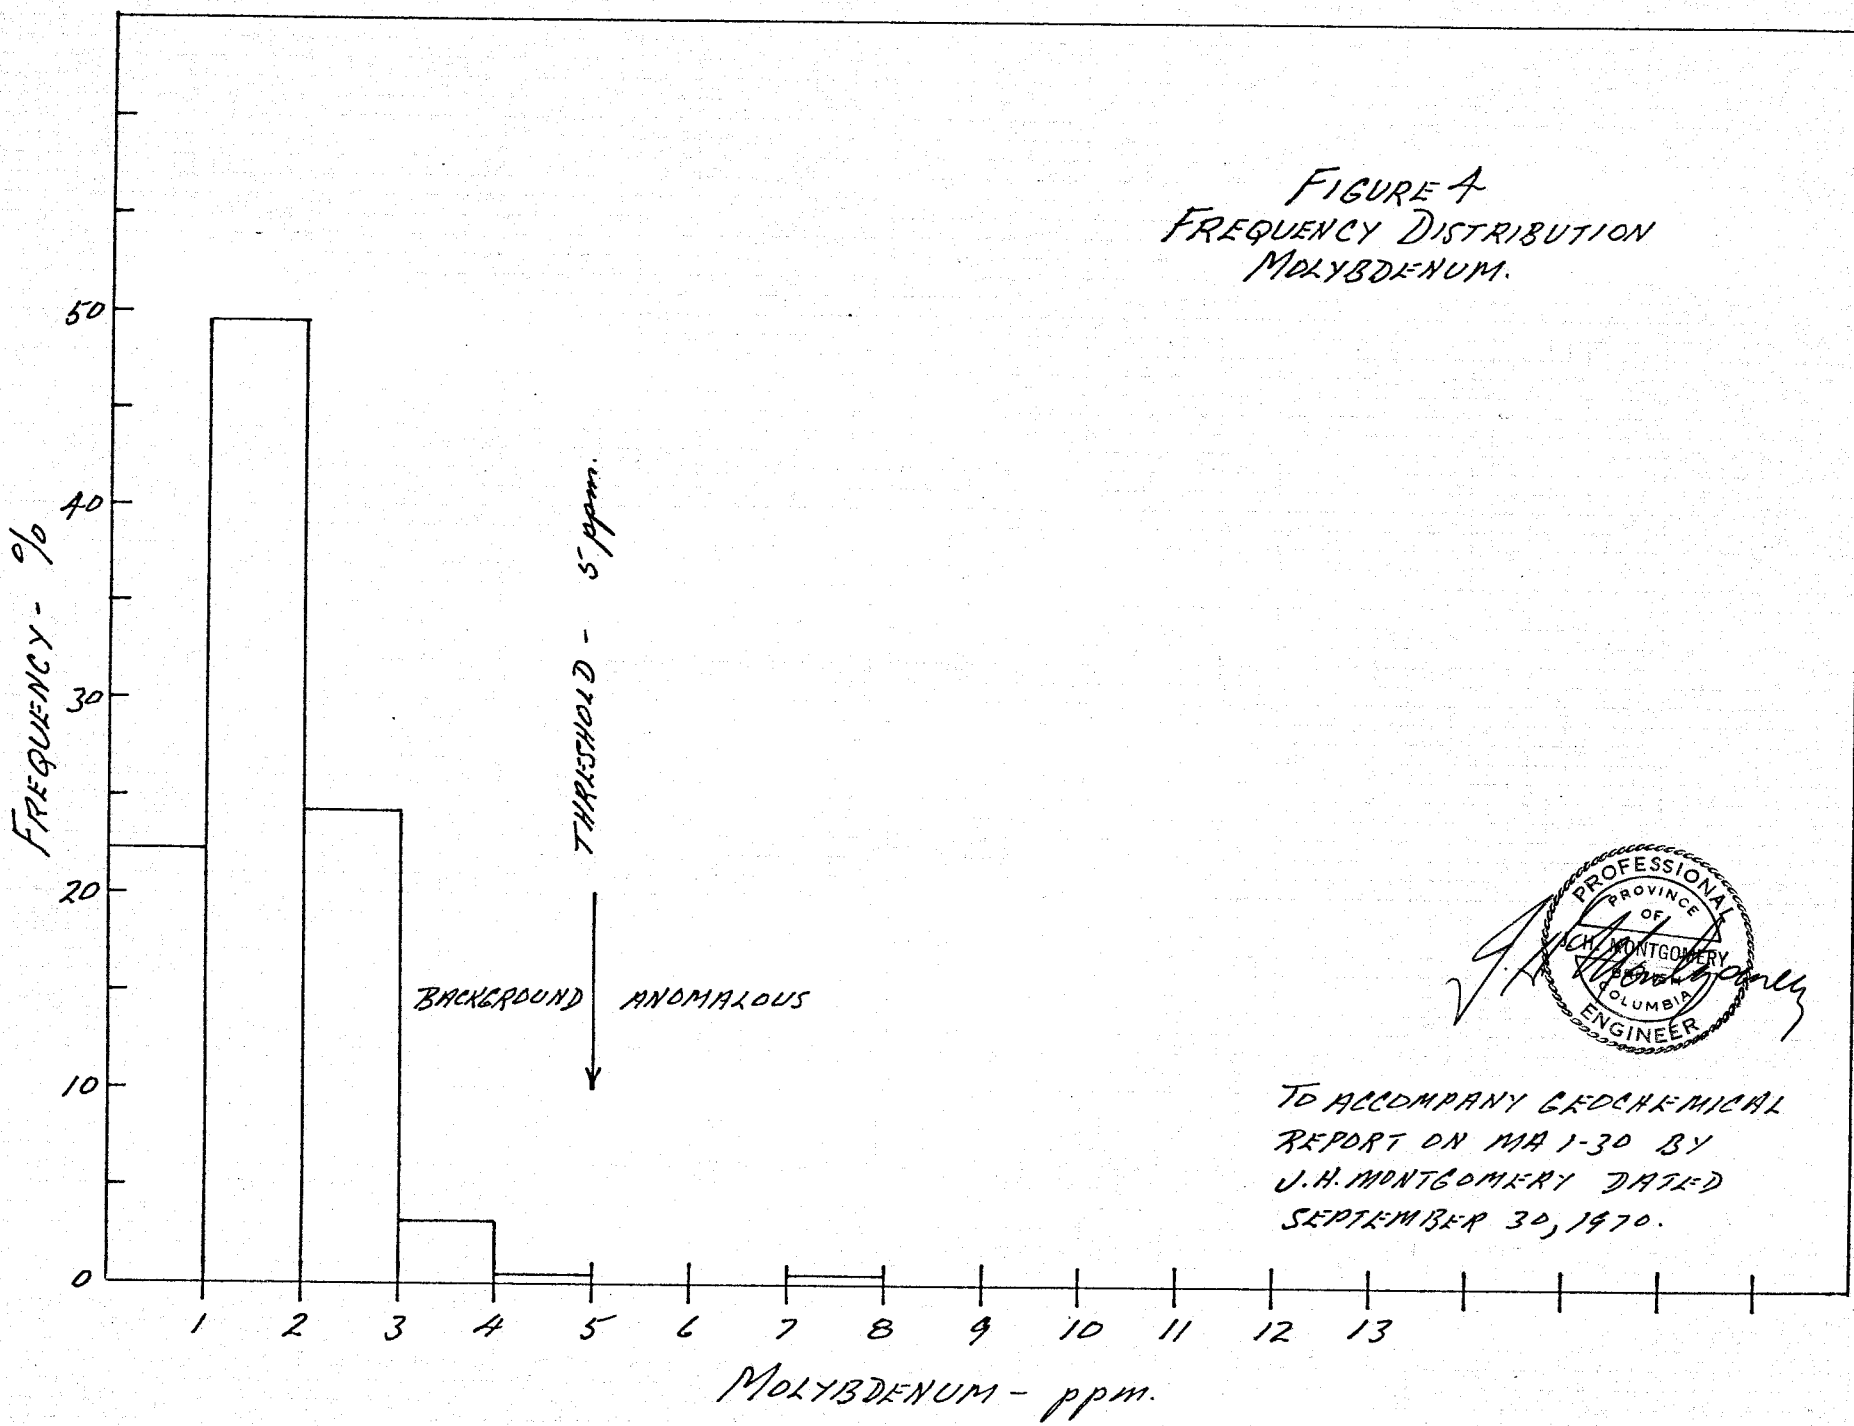 FIGURE 4
FREQUENCY DISTRIBUTION
MOLYBDENUM.
FREQUENCY - %
50
40
30
20
10
0
THRESHOLD - 5 ppm.
BACKGROUND ANOMALOUS
1 2 3 4 5 6 7 8 9 10 11 12 13
MOLYBDENUM - ppm.
PROFESSIONAL
PROVINCE
OF
J. H. MONTGOMERY
BRITISH
COLUMBIA
ENGINEER
J. H. Montgomery
TO ACCOMPANY GEOCHEMICAL
REPORT ON MA 1-30 BY
J.H. MONTGOMERY DATED
SEPTEMBER 30, 1970.